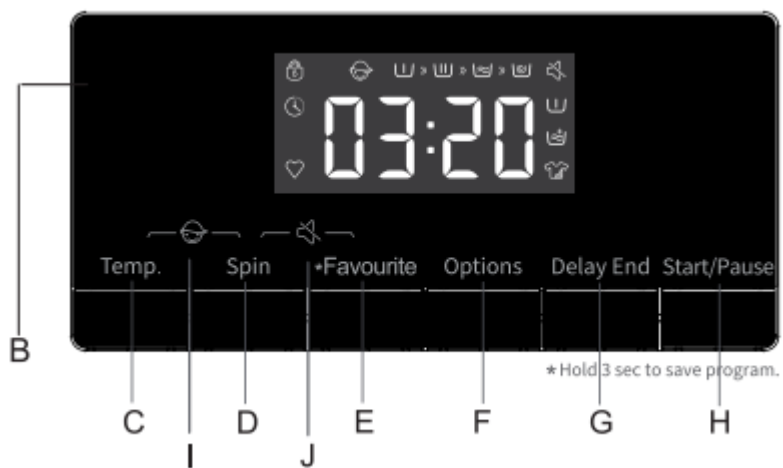 03:20
Temp.
Spin
*Favourite
Options
Delay End
Start/Pause
*Hold 3 sec to save program.
B
C
I
D
J
E
F
G
H